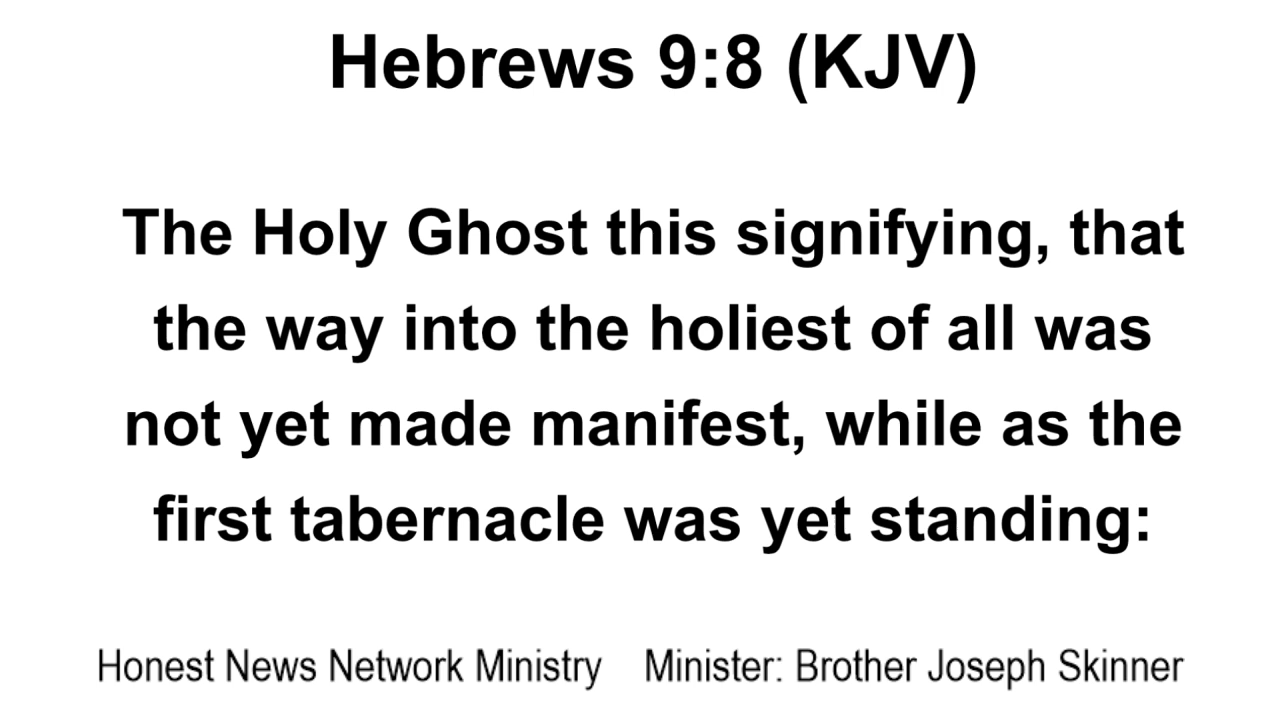 Hebrews 9:8 (KJV)
The Holy Ghost this signifying, that
the way into the holiest of all was
not yet made manifest, while as the
first tabernacle was yet standing:
Honest News Network Ministry Minister: Brother Joseph Skinner